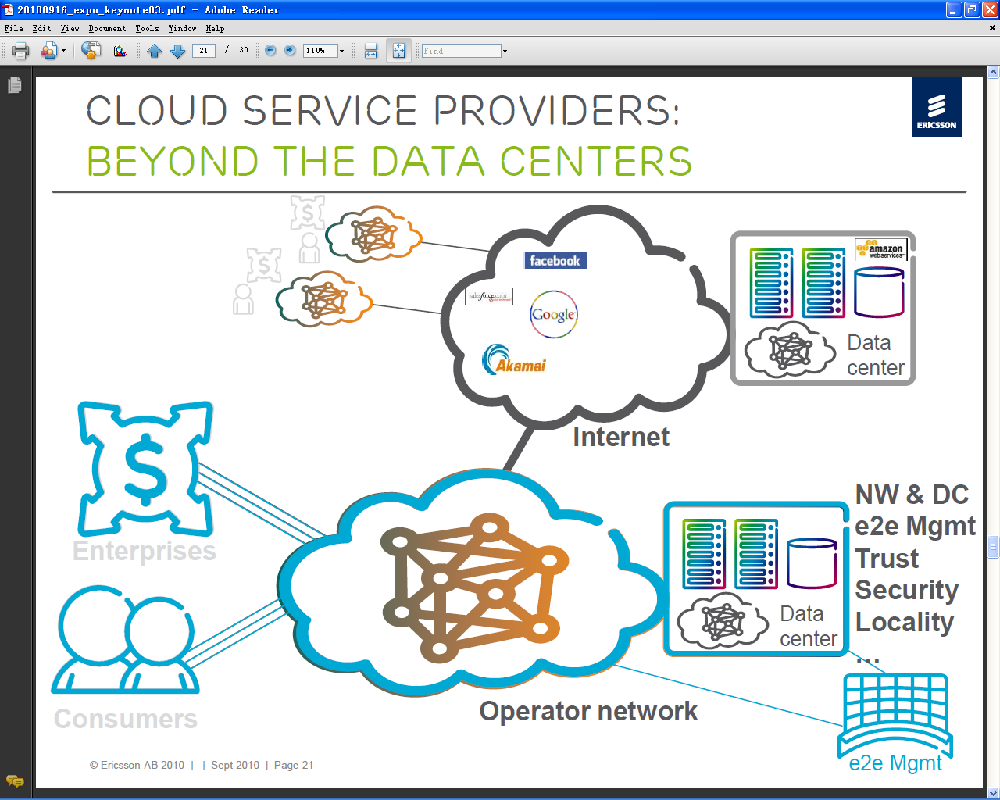 20100916_expo_keynote03.pdf - Adobe Reader
File Edit View Document Tools Window Help
21 / 30 110% Find
CLOUD SERVICE PROVIDERS:
BEYOND THE DATA CENTERS
ERICSSON
$
$
facebook
salesforce.com
Google
Akamai
amazon
webservices™
Data
center
Internet
$
Enterprises
Consumers
Data
center
NW & DC
e2e Mgmt
Trust
Security
Locality
...
Operator network
e2e Mgmt
© Ericsson AB 2010 | | Sept 2010 | Page 21